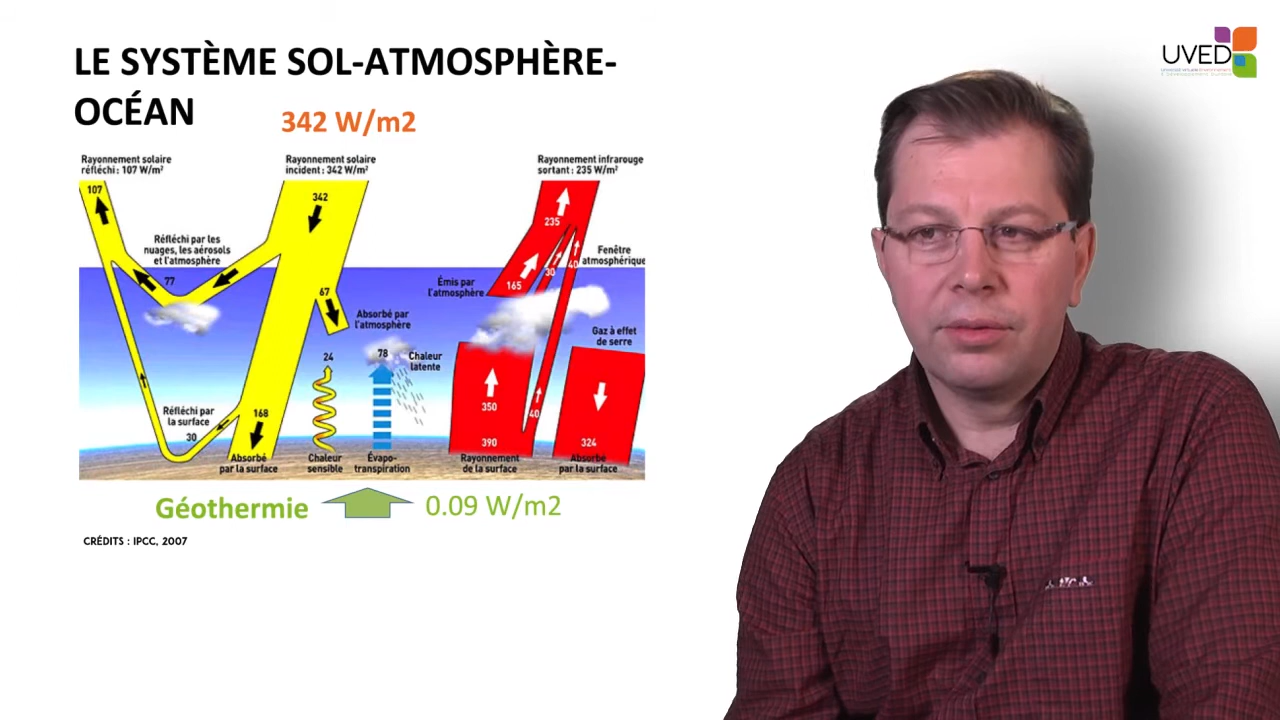 LE SYSTÈME SOL-ATMOSPHÈRE-
OCÉAN
342 W/m2
Rayonnement solaire
réfléchi : 107 W/m²
Rayonnement solaire
incident : 342 W/m²
Rayonnement infrarouge
sortant : 235 W/m²
107
342
235
Réfléchi par les
nuages, les aérosols
et l'atmosphère
77
Fenêtre
atmosphérique
30
40
165
Émis par
l'atmosphère
67
Absorbé par
l'atmosphère
Gaz à effet
de serre
24
78
Chaleur
latente
350
40
Réfléchi par
la surface
30
168
390
324
Absorbé
par la surface
Chaleur
sensible
Évapo-
transpiration
Rayonnement
de la surface
Absorbé
par la surface
Géothermie
0.09 W/m2
CRÉDITS : IPCC, 2007
UVED